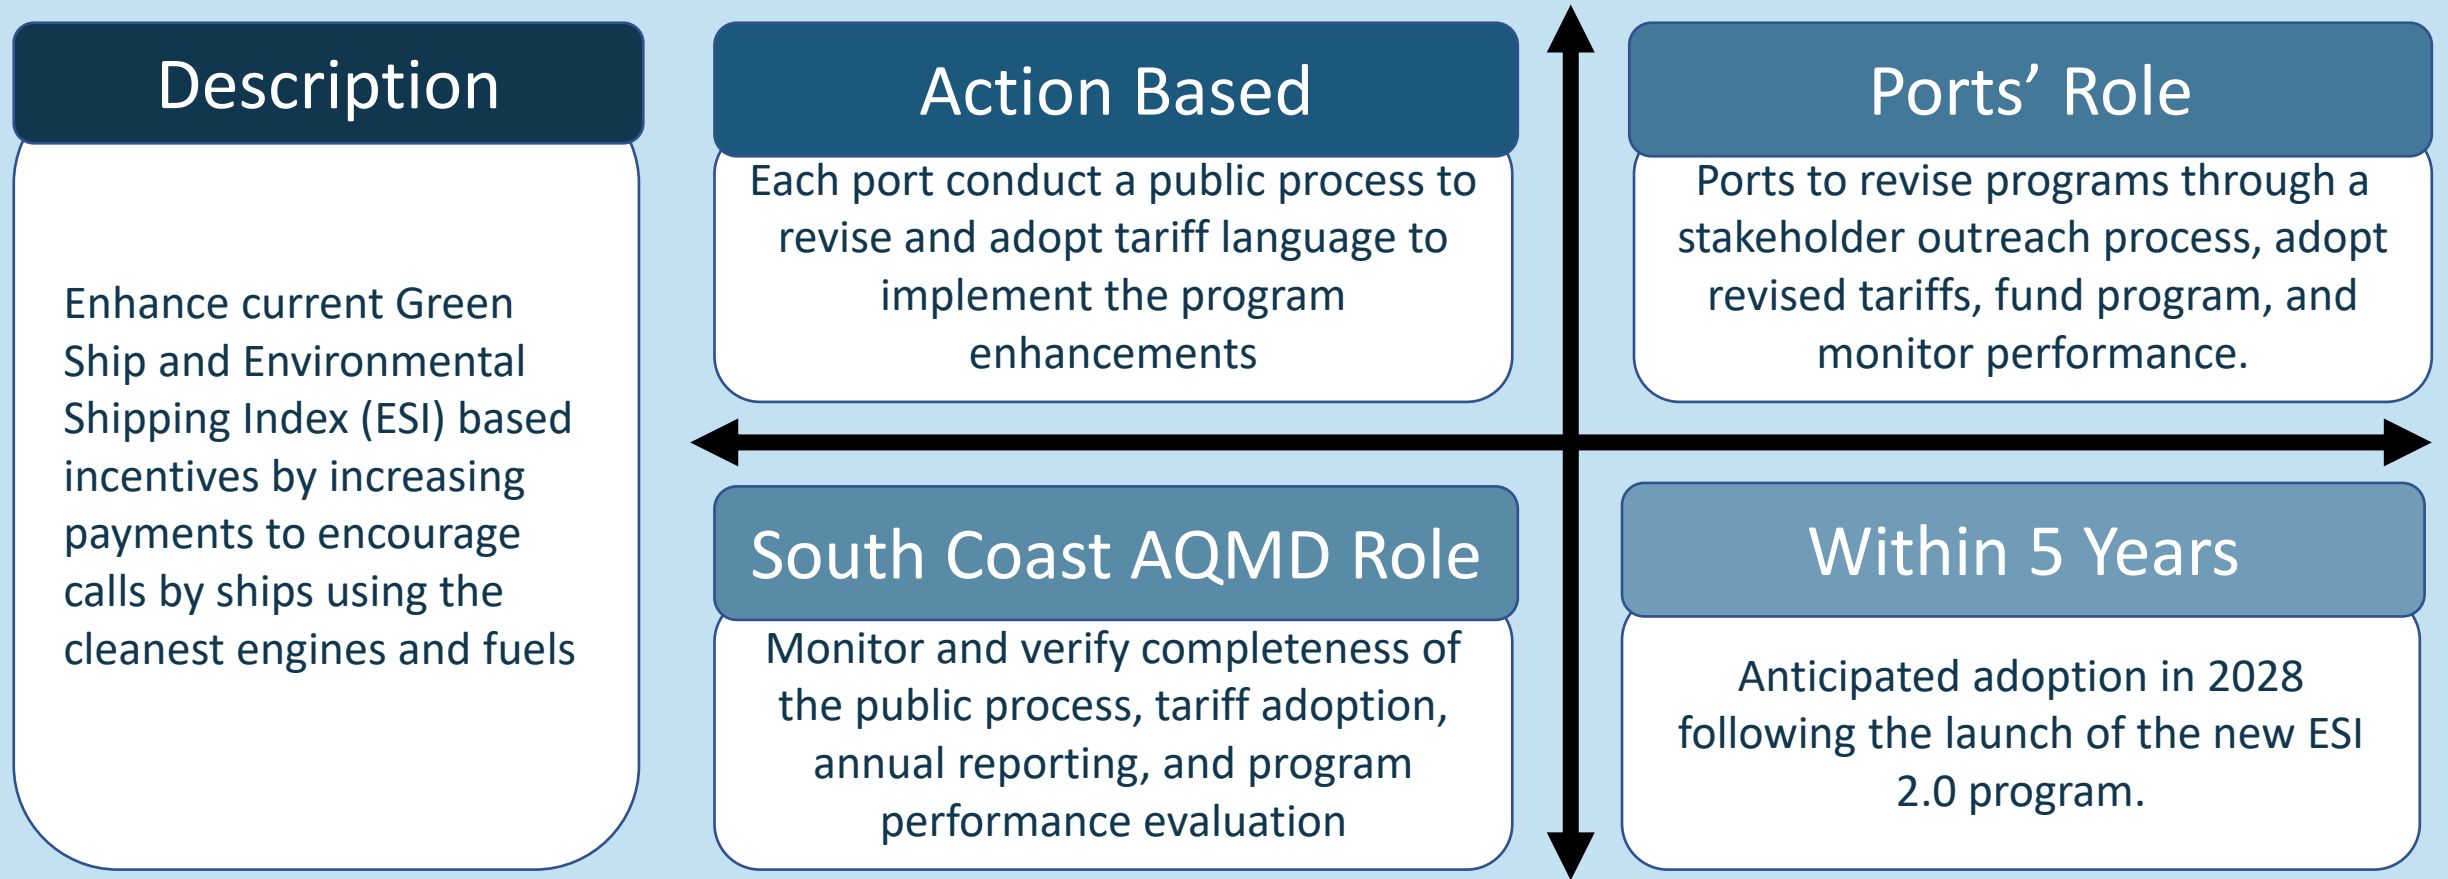 Description
Enhance current Green
Ship and Environmental
Shipping Index (ESI) based
incentives by increasing
payments to encourage
calls by ships using the
cleanest engines and fuels
Action Based
Each port conduct a public process to
revise and adopt tariff language to
implement the program
enhancements
Ports’ Role
Ports to revise programs through a
stakeholder outreach process, adopt
revised tariffs, fund program, and
monitor performance.
South Coast AQMD Role
Monitor and verify completeness of
the public process, tariff adoption,
annual reporting, and program
performance evaluation
Within 5 Years
Anticipated adoption in 2028
following the launch of the new ESI
2.0 program.